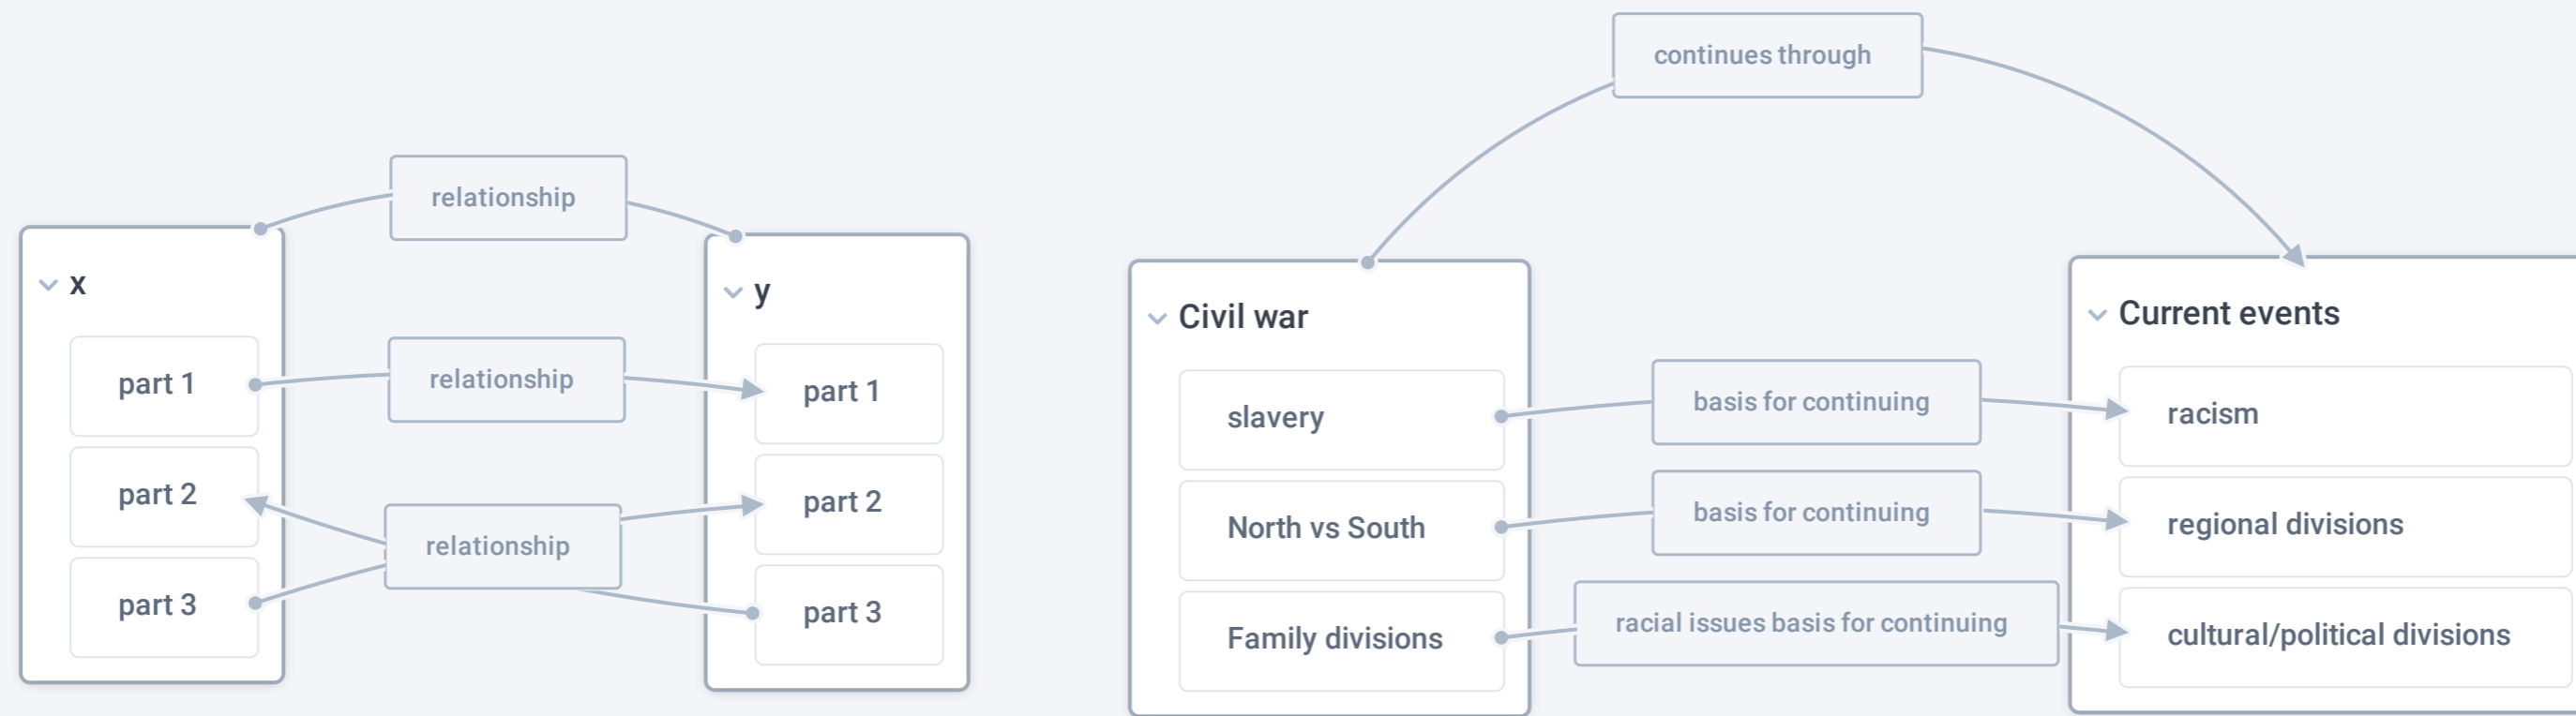 relationship
x
part 1
part 2
part 3
relationship
relationship
y
part 1
part 2
part 3
continues through
Civil war
slavery
North vs South
Family divisions
basis for continuing
basis for continuing
racial issues basis for continuing
Current events
racism
regional divisions
cultural/political divisions